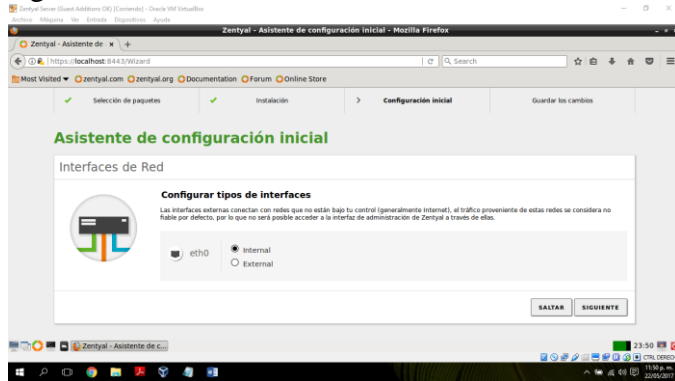 Zentyal Server (Guest Additions OK) [Corriendo] - Oracle VM VirtualBox
Archivo Máquina Ver Entrada Dispositivos Ayuda
Zentyal - Asistente de configuración inicial - Mozilla Firefox
Zentyal - Asistente de
https://localhost:8443/Wizard
Search
Most Visited zentyal.com zentyal.org Documentation Forum Online Store
Selección de paquetes Instalación Configuración inicial Guardar los cambios
Asistente de configuración inicial
Interfaces de Red
Configurar tipos de interfaces
Las interfaces externas conectan con redes que no están bajo tu control (generalmente Internet), el tráfico proveniente de estas redes se considera no
fiable por defecto, por lo que no será posible acceder a la interfaz de administración de Zentyal a través de ellas.
eth0
Internal
External
SALTAR SIGUIENTE
Zentyal - Asistente de c...
23:50
CTRL DERECHO
11:50 p. m.
22/05/2017